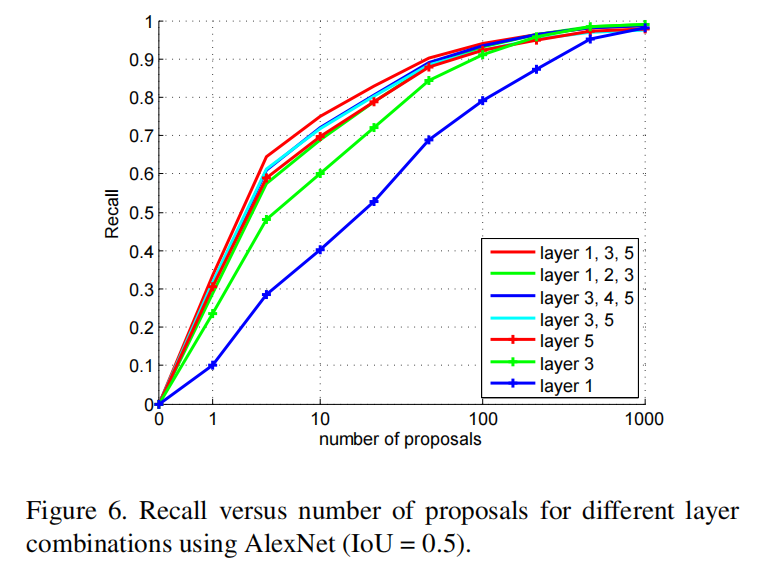 1
0.9
0.8
0.7
0.6
0.5
0.4
0.3
0.2
0.1
0
Recall
layer 1, 3, 5
layer 1, 2, 3
layer 3, 4, 5
layer 3, 5
layer 5
layer 3
layer 1
0 1 10 100 1000
number of proposals
Figure 6. Recall versus number of proposals for different layer
combinations using AlexNet (IoU = 0.5).